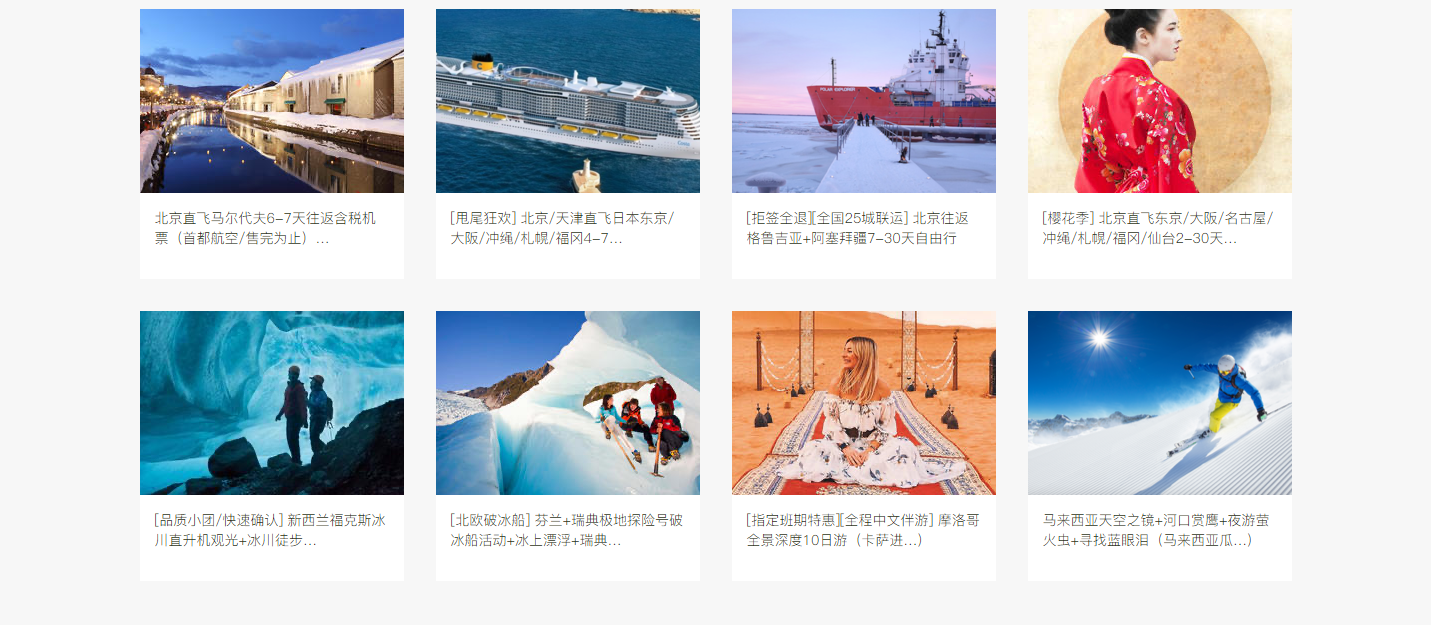 北京直飞马尔代夫6-7天往返含税机
票（首都航空/售完为止）...
[甩尾狂欢] 北京/天津直飞日本东京/
大阪/冲绳/札幌/福冈4-7...
POLAR EXPLORER
[拒签全退][全国25城联运] 北京往返
格鲁吉亚+阿塞拜疆7-30天自由行
[樱花季] 北京直飞东京/大阪/名古屋/
冲绳/札幌/福冈/仙台2-30天...
[品质小团/快速确认] 新西兰福克斯冰
川直升机观光+冰川徒步...
[北欧破冰船] 芬兰+瑞典极地探险号破
冰船活动+冰上漂浮+瑞典...
[指定班期特惠][全程中文伴游] 摩洛哥
全景深度10日游（卡萨进...）
马来西亚天空之镜+河口赏鹰+夜游萤
火虫+寻找蓝眼泪（马来西亚瓜...）